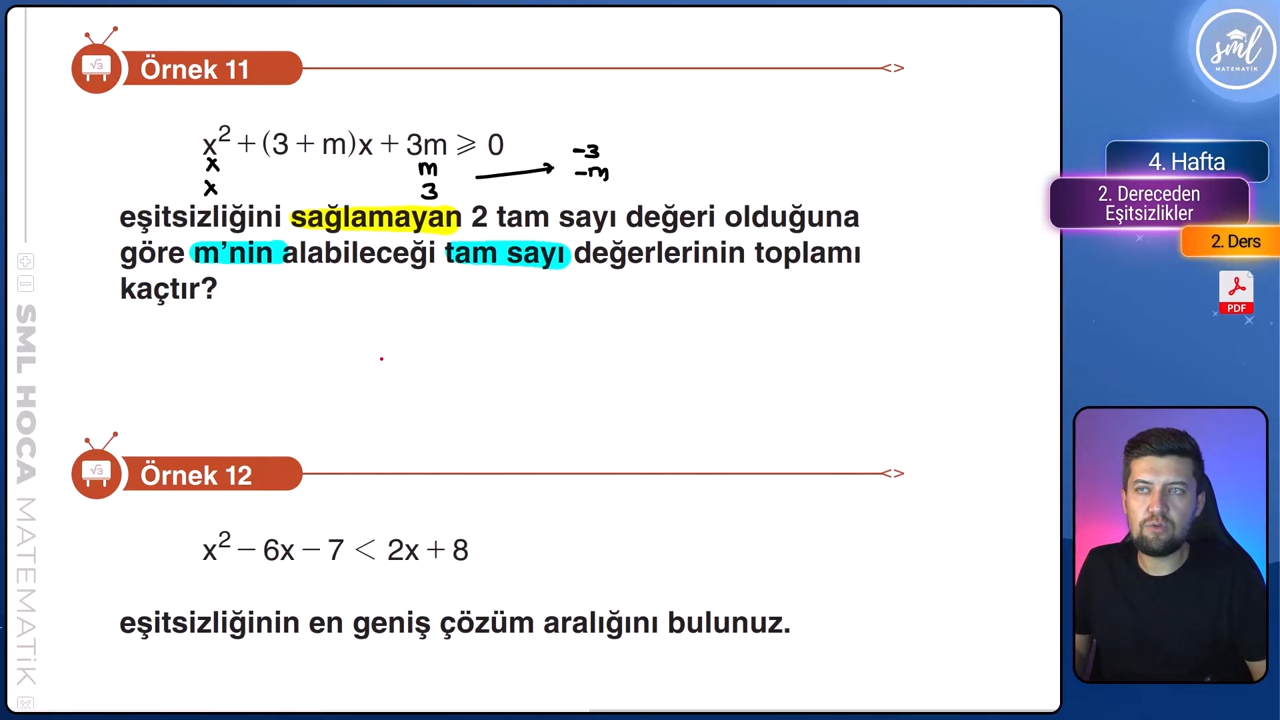 Örnek 11
x² + (3 + m)x + 3m ⩾ 0
x m
x 3
-3
-m
eşitsizliğini sağlamayan 2 tam sayı değeri olduğuna
göre m’nin alabileceği tam sayı değerlerinin toplamı
kaçtır?
Örnek 12
x² − 6x − 7 < 2x + 8
eşitsizliğinin en geniş çözüm aralığını bulunuz.
SML HOCA MATEMATİK
sml
MATEMATİK
4. Hafta
2. Dereceden
Eşitsizlikler
2. Ders
PDF